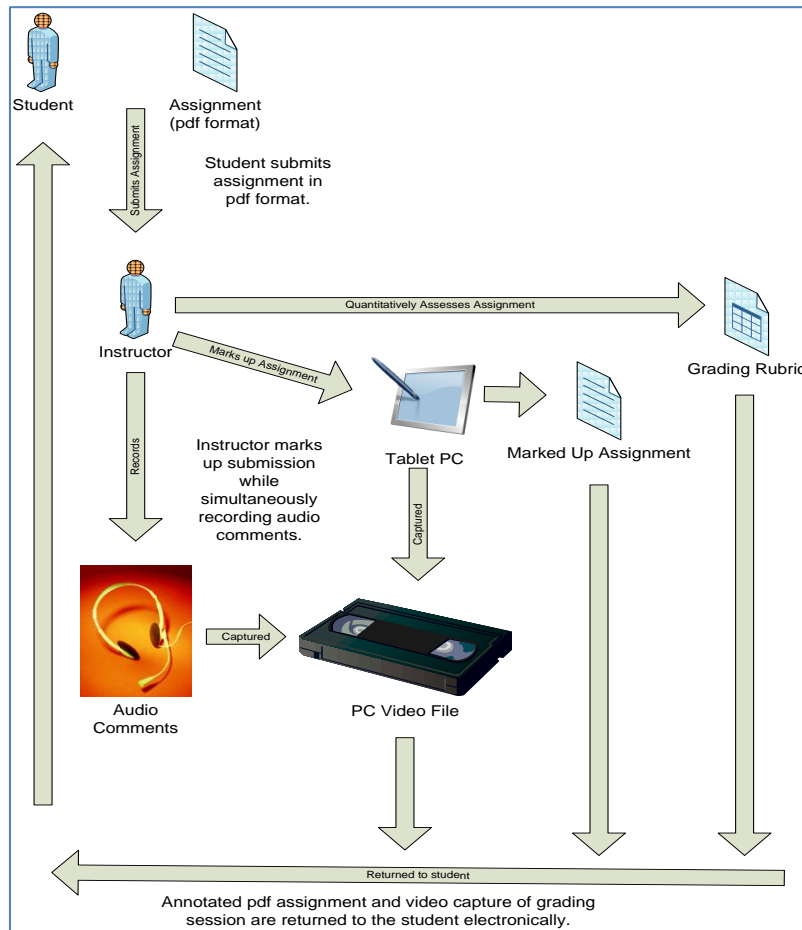 Student
Assignment
(pdf format)
Submits Assignment
Student submits
assignment in
pdf format.
Quantitatively Assesses Assignment
Instructor
Marks up Assignment
Grading Rubric
Tablet PC
Marked Up Assignment
Records
Instructor marks
up submission
while
simultaneously
recording audio
comments.
Captured
Captured
Audio
Comments
PC Video File
Returned to student
Annotated pdf assignment and video capture of grading
session are returned to the student electronically.